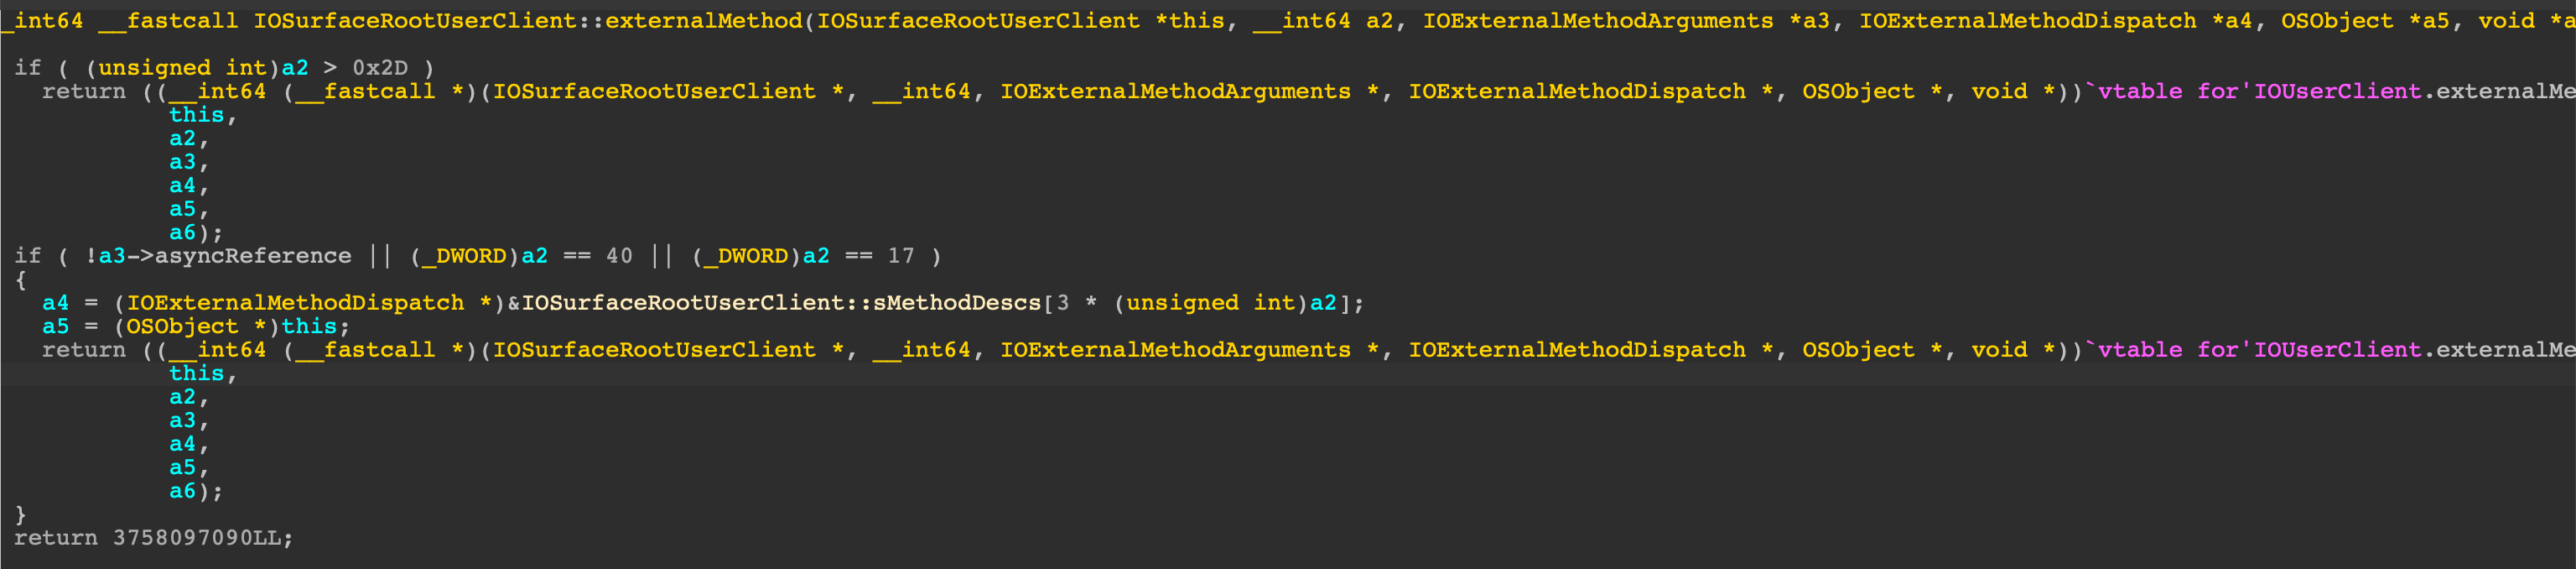 _int64 __fastcall IOSurfaceRootUserClient::externalMethod(IOSurfaceRootUserClient *this, __int64 a2, IOExternalMethodArguments *a3, IOExternalMethodDispatch *a4, OSObject *a5, void *a
if ( (unsigned int)a2 > 0x2D )
return ((__int64 (__fastcall *)(IOSurfaceRootUserClient *, __int64, IOExternalMethodArguments *, IOExternalMethodDispatch *, OSObject *, void *))`vtable for'IOUserClient.externalMe
this,
a2,
a3,
a4,
a5,
a6);
if ( !a3->asyncReference || (_DWORD)a2 == 40 || (_DWORD)a2 == 17 )
{
a4 = (IOExternalMethodDispatch *)&IOSurfaceRootUserClient::sMethodDescs[3 * (unsigned int)a2];
a5 = (OSObject *)this;
return ((__int64 (__fastcall *)(IOSurfaceRootUserClient *, __int64, IOExternalMethodArguments *, IOExternalMethodDispatch *, OSObject *, void *))`vtable for'IOUserClient.externalMe
this,
a2,
a3,
a4,
a5,
a6);
}
return 3758097090LL;